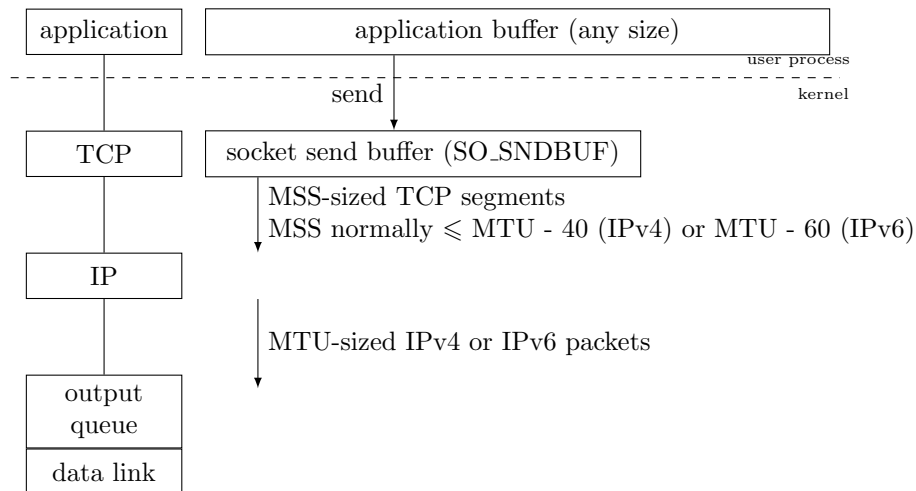 application
application buffer (any size)
user process
send
kernel
TCP
socket send buffer (SO_SNDBUF)
MSS-sized TCP segments
MSS normally ⩽ MTU - 40 (IPv4) or MTU - 60 (IPv6)
IP
MTU-sized IPv4 or IPv6 packets
output
queue
data link